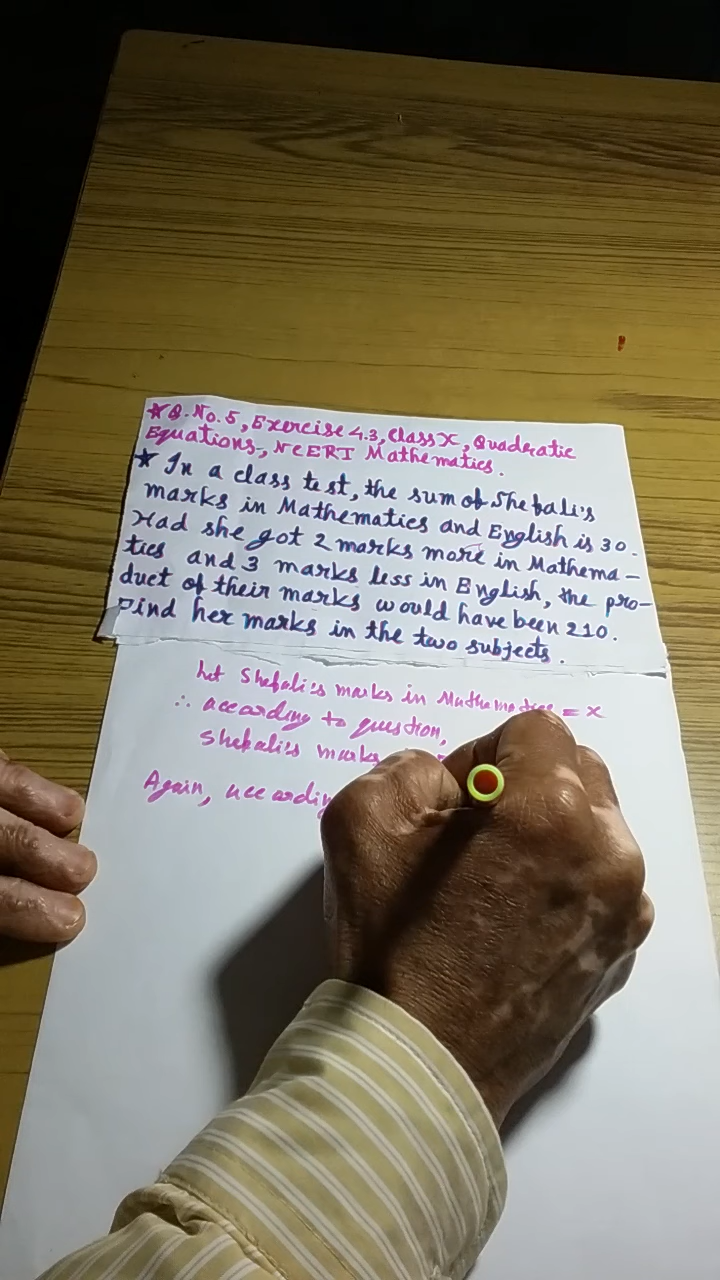 ★ Q. No. 5, Exercise 4.3, Class X, Quadratic
Equations, NCERT Mathematics.
★ In a class test, the sum of Shefali's
marks in Mathematics and English is 30.
Had she got 2 marks more in Mathema-
tics and 3 marks less in English, the pro-
duct of their marks would have been 210.
Find her marks in the two subjects.
Let Shefali's marks in Mathematics = x
∴ according to question,
Shefali's marks
Again, according